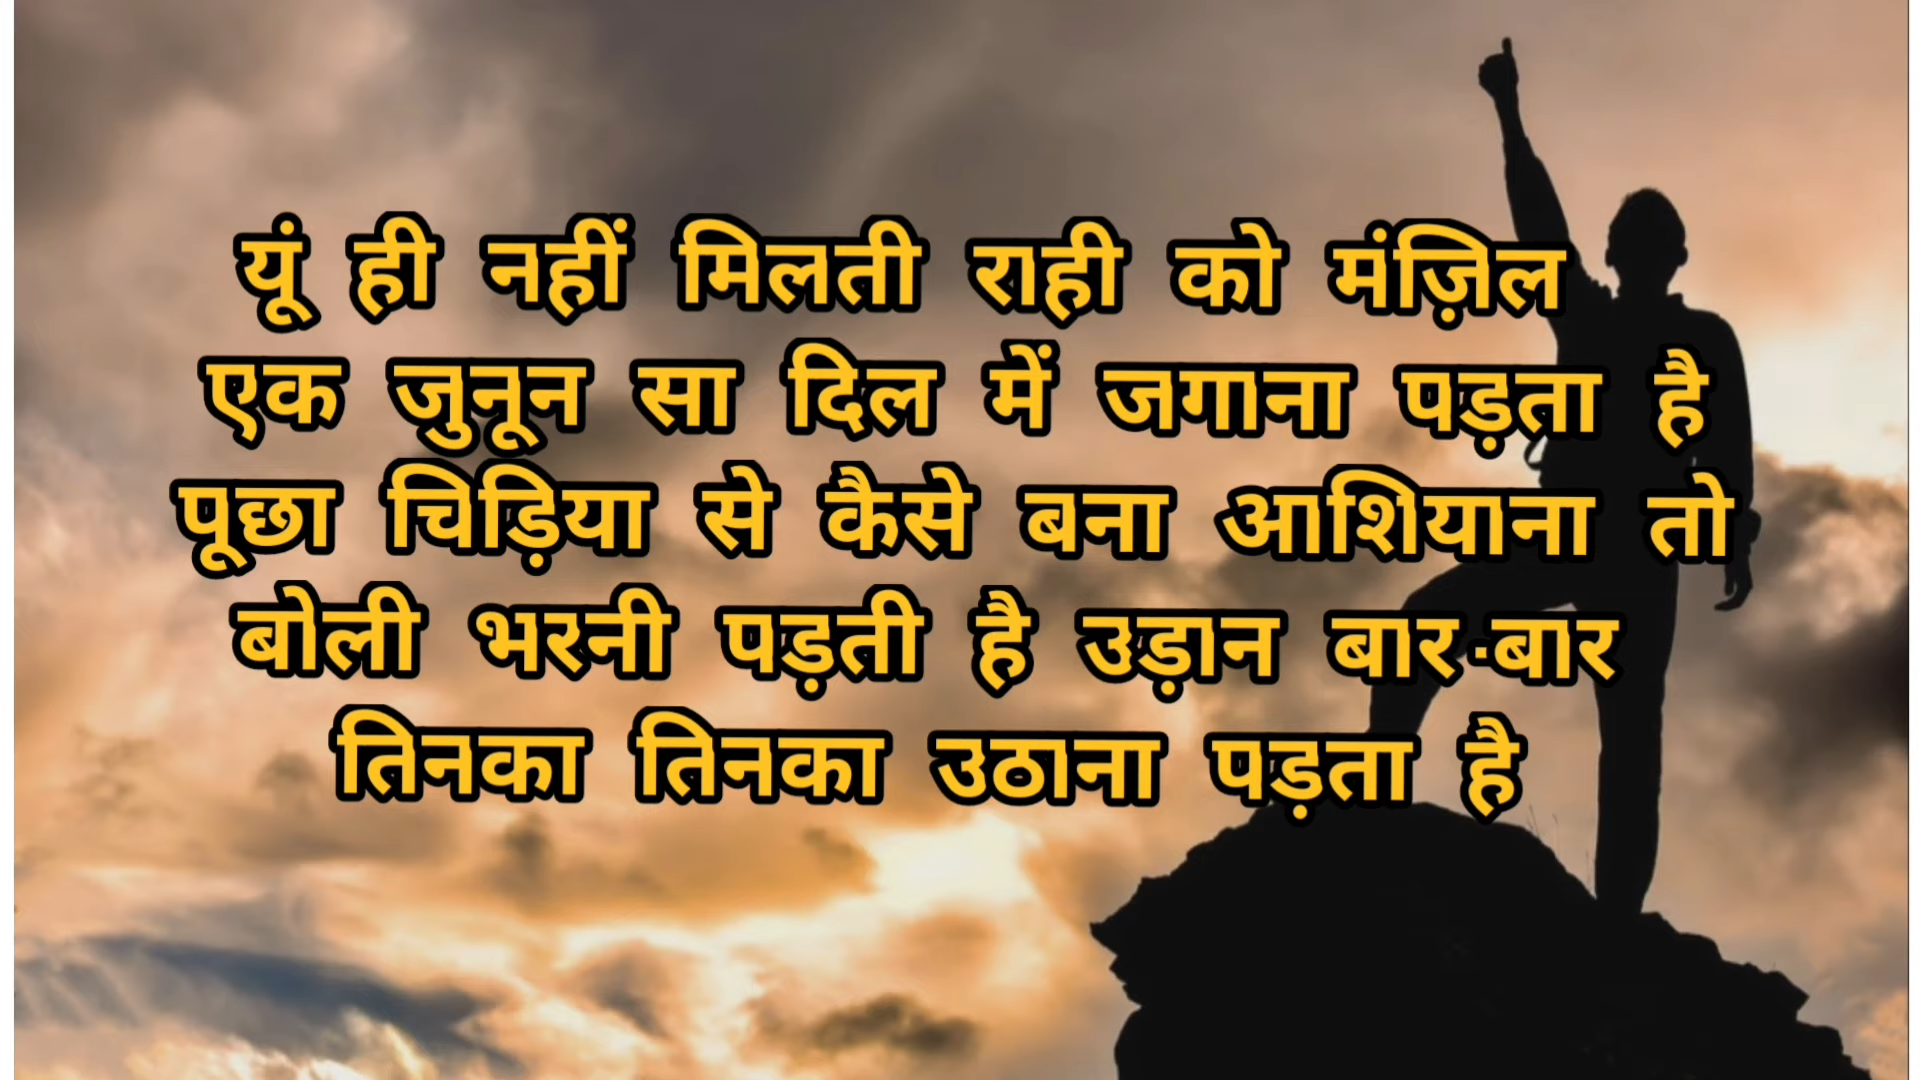 यूं ही नहीं मिलती राही को मंज़िल
एक जुनून सा दिल में जगाना पड़ता है
पूछा चिड़िया से कैसे बना आशियाना तो
बोली भरनी पड़ती है उड़ान बार-बार
तिनका तिनका उठाना पड़ता है